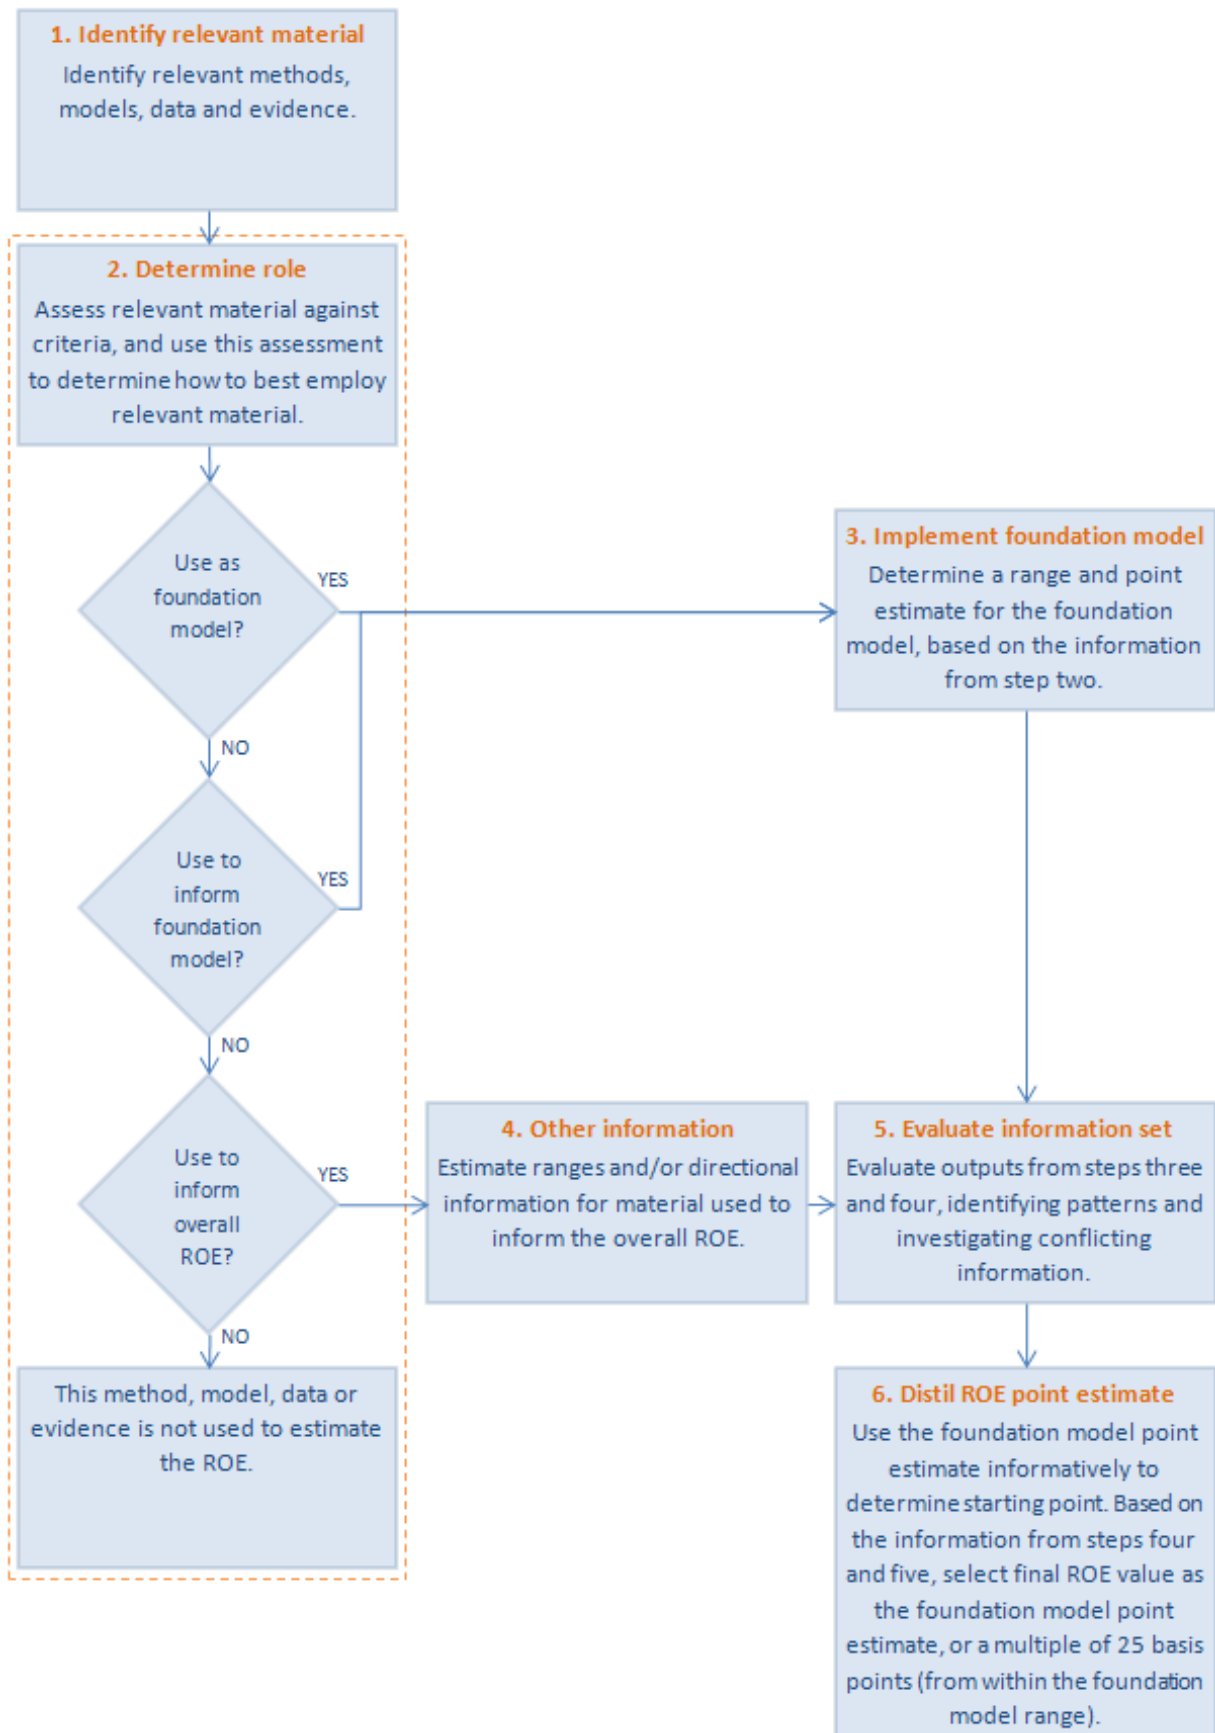 1. Identify relevant material
Identify relevant methods,
models, data and evidence.
2. Determine role
Assess relevant material against
criteria, and use this assessment
to determine how to best employ
relevant material.
Use as
foundation
model?
YES
NO
3. Implement foundation model
Determine a range and point
estimate for the foundation
model, based on the information
from step two.
Use to
inform
foundation
model?
YES
NO
Use to
inform
overall
ROE?
YES
NO
4. Other information
Estimate ranges and/or directional
information for material used to
inform the overall ROE.
5. Evaluate information set
Evaluate outputs from steps three
and four, identifying patterns and
investigating conflicting
information.
This method, model, data or
evidence is not used to estimate
the ROE.
6. Distil ROE point estimate
Use the foundation model point
estimate informatively to
determine starting point. Based on
the information from steps four
and five, select final ROE value as
the foundation model point
estimate, or a multiple of 25 basis
points (from within the foundation
model range).